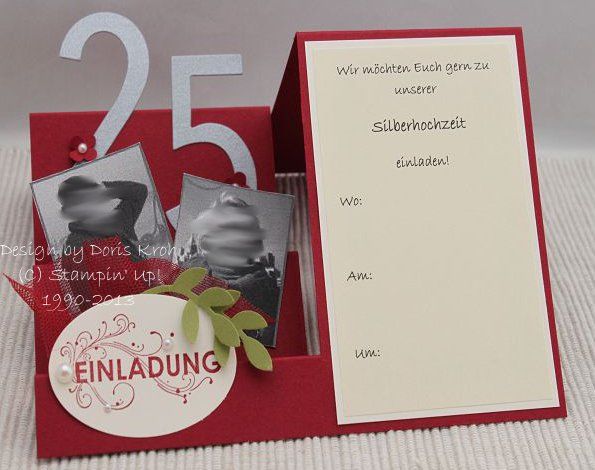 25
Design by Doris Kroh
(C) Stampin' Up!
1990-2013
EINLADUNG
Wir möchten Euch gern zu
unserer
Silberhochzeit
einladen!
Wo:
Am:
Um: